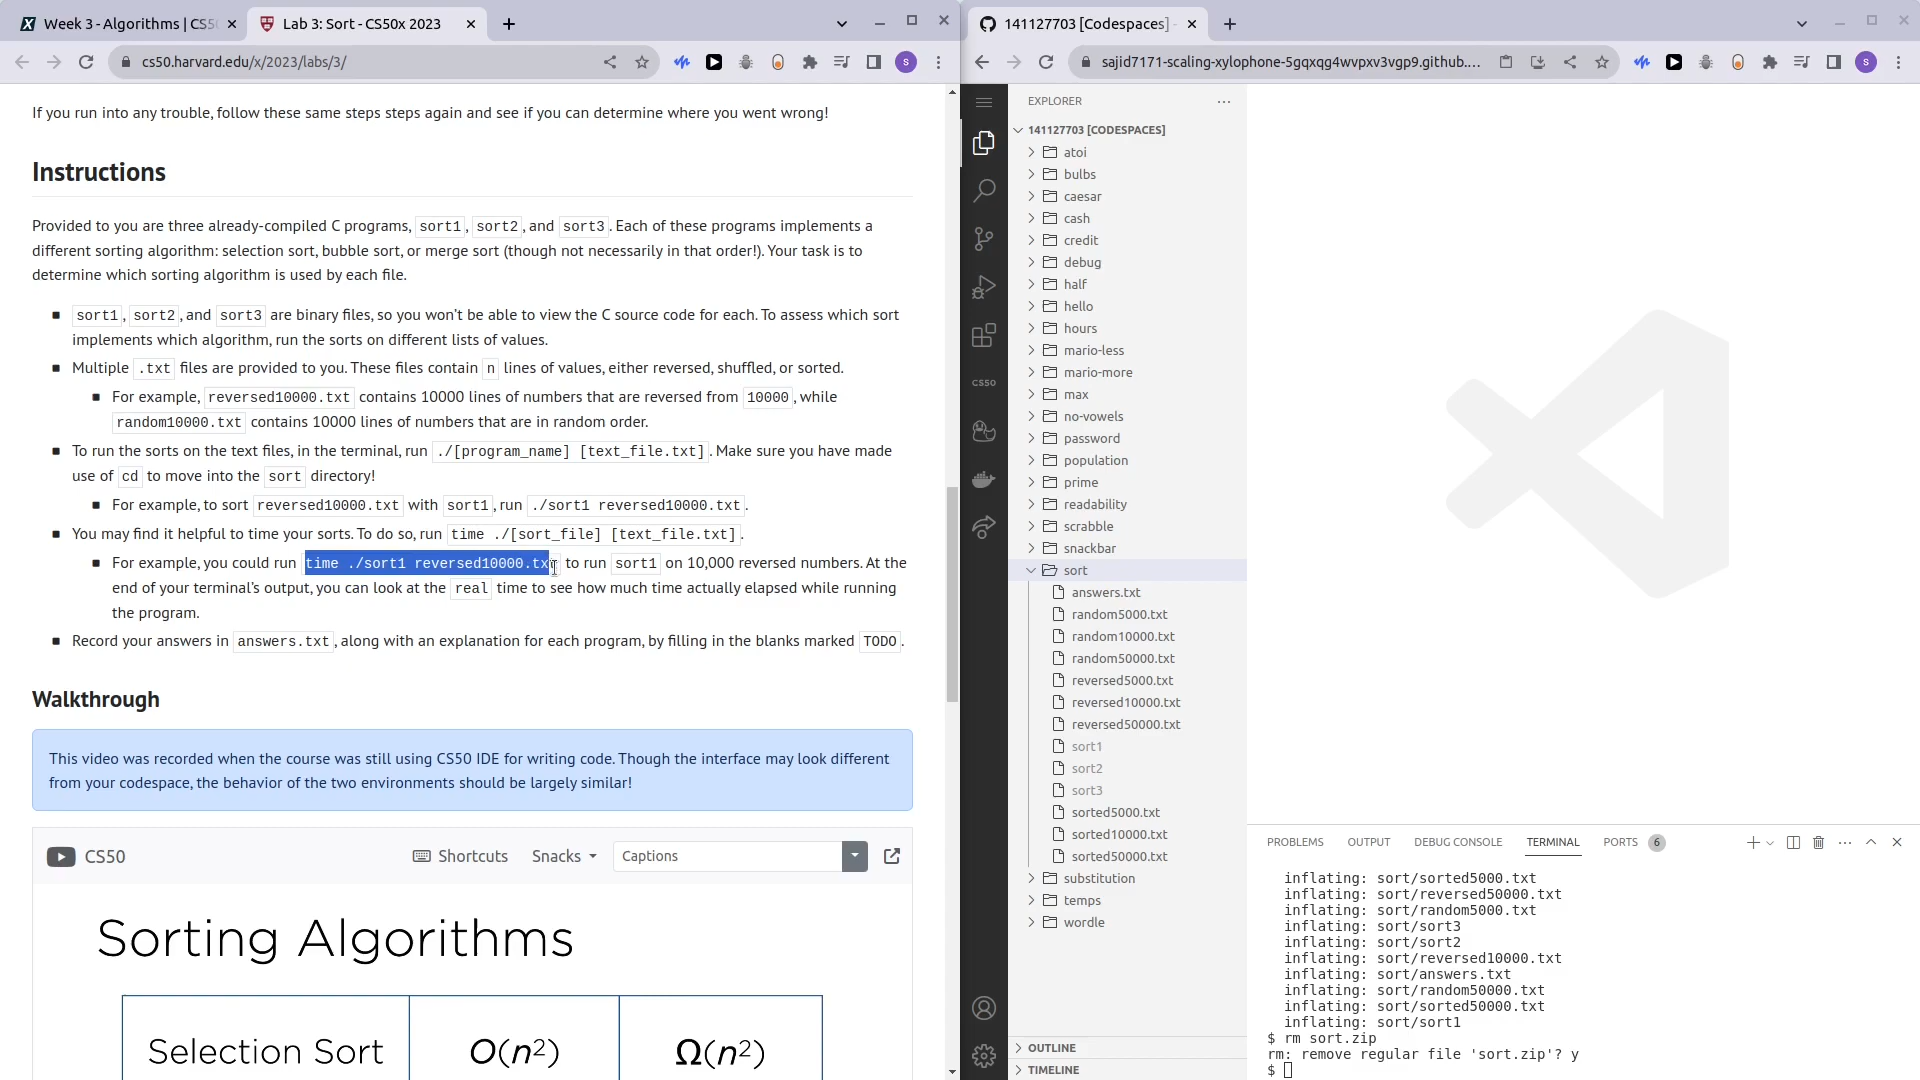 Week 3 - Algorithms | CS50
Lab 3: Sort - CS50x 2023
cs50.harvard.edu/x/2023/labs/3/
S
If you run into any trouble, follow these same steps steps again and see if you can determine where you went wrong!
Instructions
Provided to you are three already-compiled C programs, sort1, sort2, and sort3. Each of these programs implements a
different sorting algorithm: selection sort, bubble sort, or merge sort (though not necessarily in that order!). Your task is to
determine which sorting algorithm is used by each file.
sort1, sort2, and sort3 are binary files, so you won't be able to view the C source code for each. To assess which sort
implements which algorithm, run the sorts on different lists of values.
Multiple .txt files are provided to you. These files contain n lines of values, either reversed, shuffled, or sorted.
For example, reversed10000.txt contains 10000 lines of numbers that are reversed from 10000, while
random10000.txt contains 10000 lines of numbers that are in random order.
To run the sorts on the text files, in the terminal, run ./[program_name] [text_file.txt]. Make sure you have made
use of cd to move into the sort directory!
For example, to sort reversed10000.txt with sort1, run ./sort1 reversed10000.txt.
You may find it helpful to time your sorts. To do so, run time ./[sort_file] [text_file.txt].
For example, you could run time ./sort1 reversed10000.txt to run sort1 on 10,000 reversed numbers. At the
end of your terminal's output, you can look at the real time to see how much time actually elapsed while running
the program.
Record your answers in answers.txt, along with an explanation for each program, by filling in the blanks marked TODO.
Walkthrough
This video was recorded when the course was still using CS50 IDE for writing code. Though the interface may look different
from your codespace, the behavior of the two environments should be largely similar!
CS50
Shortcuts
Snacks
Captions
Sorting Algorithms
Selection Sort O(n2) Ω(n2)
141127703 [Codespaces]
sajid7171-scaling-xylophone-5gqxqg4wvpxv3vgp9.github....
S
EXPLORER
141127703 [CODESPACES]
atoi
bulbs
caesar
cash
credit
debug
half
hello
hours
mario-less
mario-more
max
no-vowels
password
population
prime
readability
scrabble
snackbar
sort
answers.txt
random5000.txt
random10000.txt
random50000.txt
reversed5000.txt
reversed10000.txt
reversed50000.txt
sort1
sort2
sort3
sorted5000.txt
sorted10000.txt
sorted50000.txt
substitution
temps
wordle
OUTLINE
TIMELINE
CS50
PROBLEMS OUTPUT DEBUG CONSOLE TERMINAL PORTS 6
inflating: sort/sorted5000.txt
inflating: sort/reversed50000.txt
inflating: sort/random5000.txt
inflating: sort/sort3
inflating: sort/sort2
inflating: sort/reversed10000.txt
inflating: sort/answers.txt
inflating: sort/random50000.txt
inflating: sort/sorted50000.txt
inflating: sort/sort1
$ rm sort.zip
rm: remove regular file 'sort.zip'? y
$